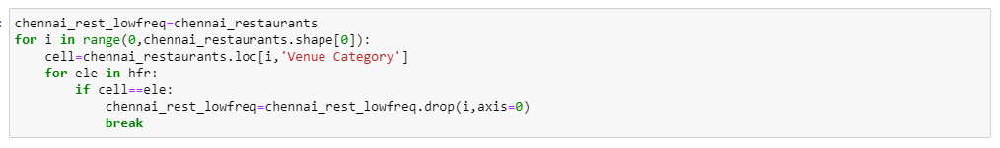 chennai_rest_lowfreq=chennai_restaurants
for i in range(0,chennai_restaurants.shape[0]):
    cell=chennai_restaurants.loc[i,'Venue Category']
    for ele in hfr:
        if cell==ele:
            chennai_rest_lowfreq=chennai_rest_lowfreq.drop(i,axis=0)
            break